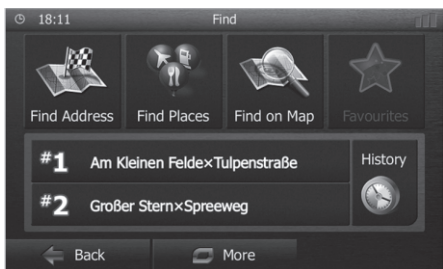 18:11 Find
Find Address Find Places Find on Map Favourites
#1 Am Kleinen Felde×Tulpenstraße History
#2 Großer Stern×Spreeweg
Back More